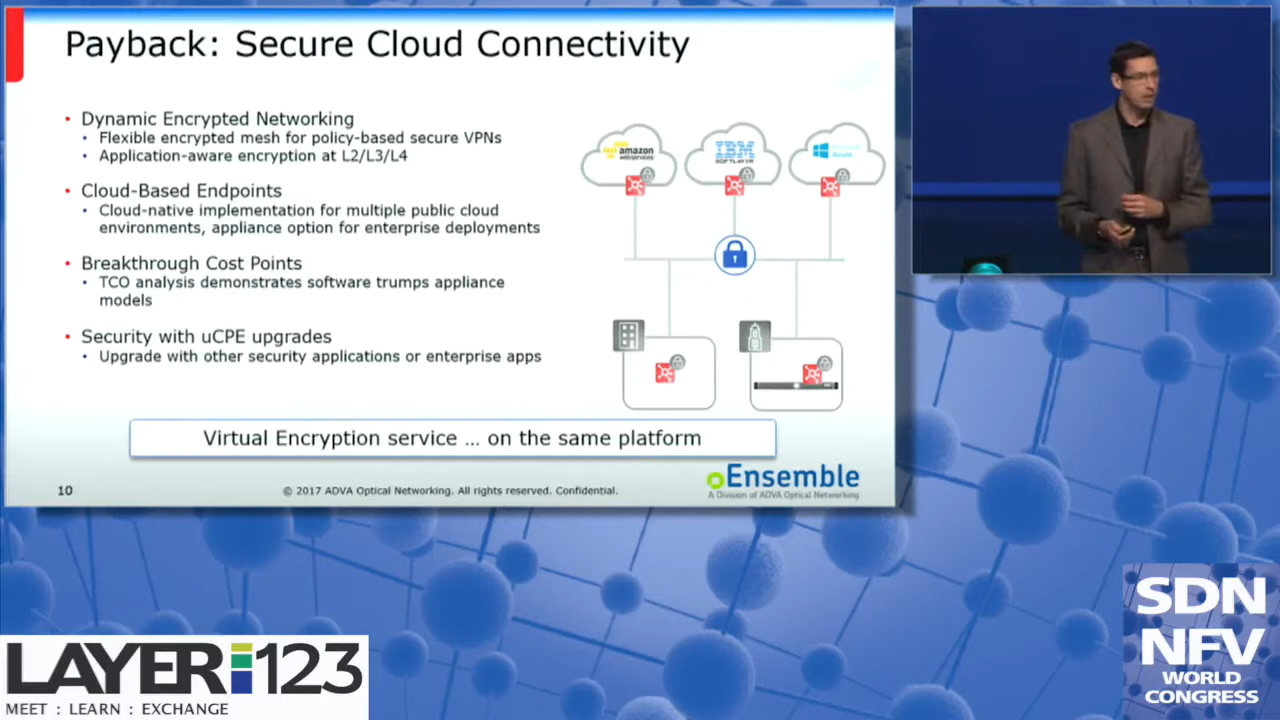 Payback: Secure Cloud Connectivity
Dynamic Encrypted Networking
Flexible encrypted mesh for policy-based secure VPNs
Application-aware encryption at L2/L3/L4
Cloud-Based Endpoints
Cloud-native implementation for multiple public cloud
environments, appliance option for enterprise deployments
Breakthrough Cost Points
TCO analysis demonstrates software trumps appliance
models
Security with uCPE upgrades
Upgrade with other security applications or enterprise apps
amazon
webservices
IBM
SOFTLAYER
Azure
Virtual Encryption service ... on the same platform
10
© 2017 ADVA Optical Networking. All rights reserved. Confidential.
Ensemble
A Division of ADVA Optical Networking
LAYER123
MEET : LEARN : EXCHANGE
SDN
NFV
WORLD
CONGRESS